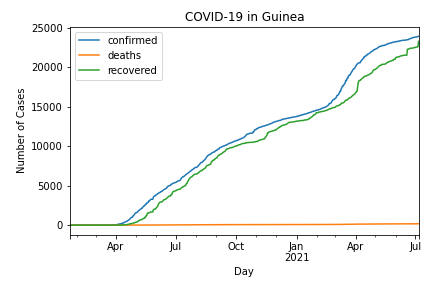 COVID-19 in Guinea
25000
20000
15000
10000
5000
0
Number of Cases
confirmed
deaths
recovered
Apr
Jul
Oct
Jan
2021
Apr
Jul
Day